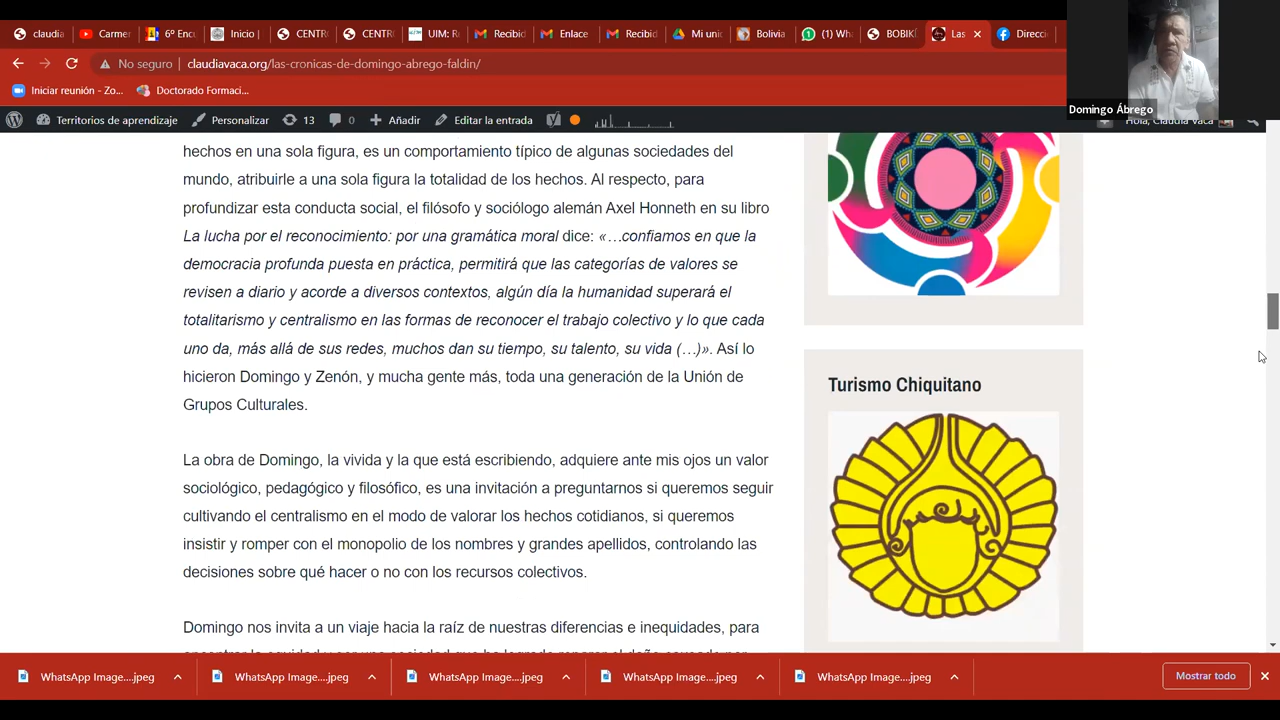 claudia
Carmer
6º Encu
Inicio |
CENTRO
CENTRI
UIM: Re
Recibid
Enlace
Recibid
Mi unic
Bolivia
(1) Wha
BOBIKÍ
Las
Direcci
No seguro
claudiavaca.org/las-cronicas-de-domingo-abrego-faldin/
Domingo Ábrego
Iniciar reunión - Zo...
Doctorado Formaci...
Territorios de aprendizaje
Personalizar
13
0
Añadir
Editar la entrada
Hola, Claudia Vaca
hechos en una sola figura, es un comportamiento típico de algunas sociedades del
mundo, atribuirle a una sola figura la totalidad de los hechos. Al respecto, para
profundizar esta conducta social, el filósofo y sociólogo alemán Axel Honneth en su libro
La lucha por el reconocimiento: por una gramática moral dice: «…confiamos en que la
democracia profunda puesta en práctica, permitirá que las categorías de valores se
revisen a diario y acorde a diversos contextos, algún día la humanidad superará el
totalitarismo y centralismo en las formas de reconocer el trabajo colectivo y lo que cada
uno da, más allá de sus redes, muchos dan su tiempo, su talento, su vida (…)». Así lo
hicieron Domingo y Zenón, y mucha gente más, toda una generación de la Unión de
Grupos Culturales.
La obra de Domingo, la vivida y la que está escribiendo, adquiere ante mis ojos un valor
sociológico, pedagógico y filosófico, es una invitación a preguntarnos si queremos seguir
cultivando el centralismo en el modo de valorar los hechos cotidianos, si queremos
insistir y romper con el monopolio de los nombres y grandes apellidos, controlando las
decisiones sobre qué hacer o no con los recursos colectivos.
Domingo nos invita a un viaje hacia la raíz de nuestras diferencias e inequidades, para
Turismo Chiquitano
WhatsApp Image....jpeg
WhatsApp Image....jpeg
WhatsApp Image....jpeg
WhatsApp Image....jpeg
WhatsApp Image....jpeg
Mostrar todo